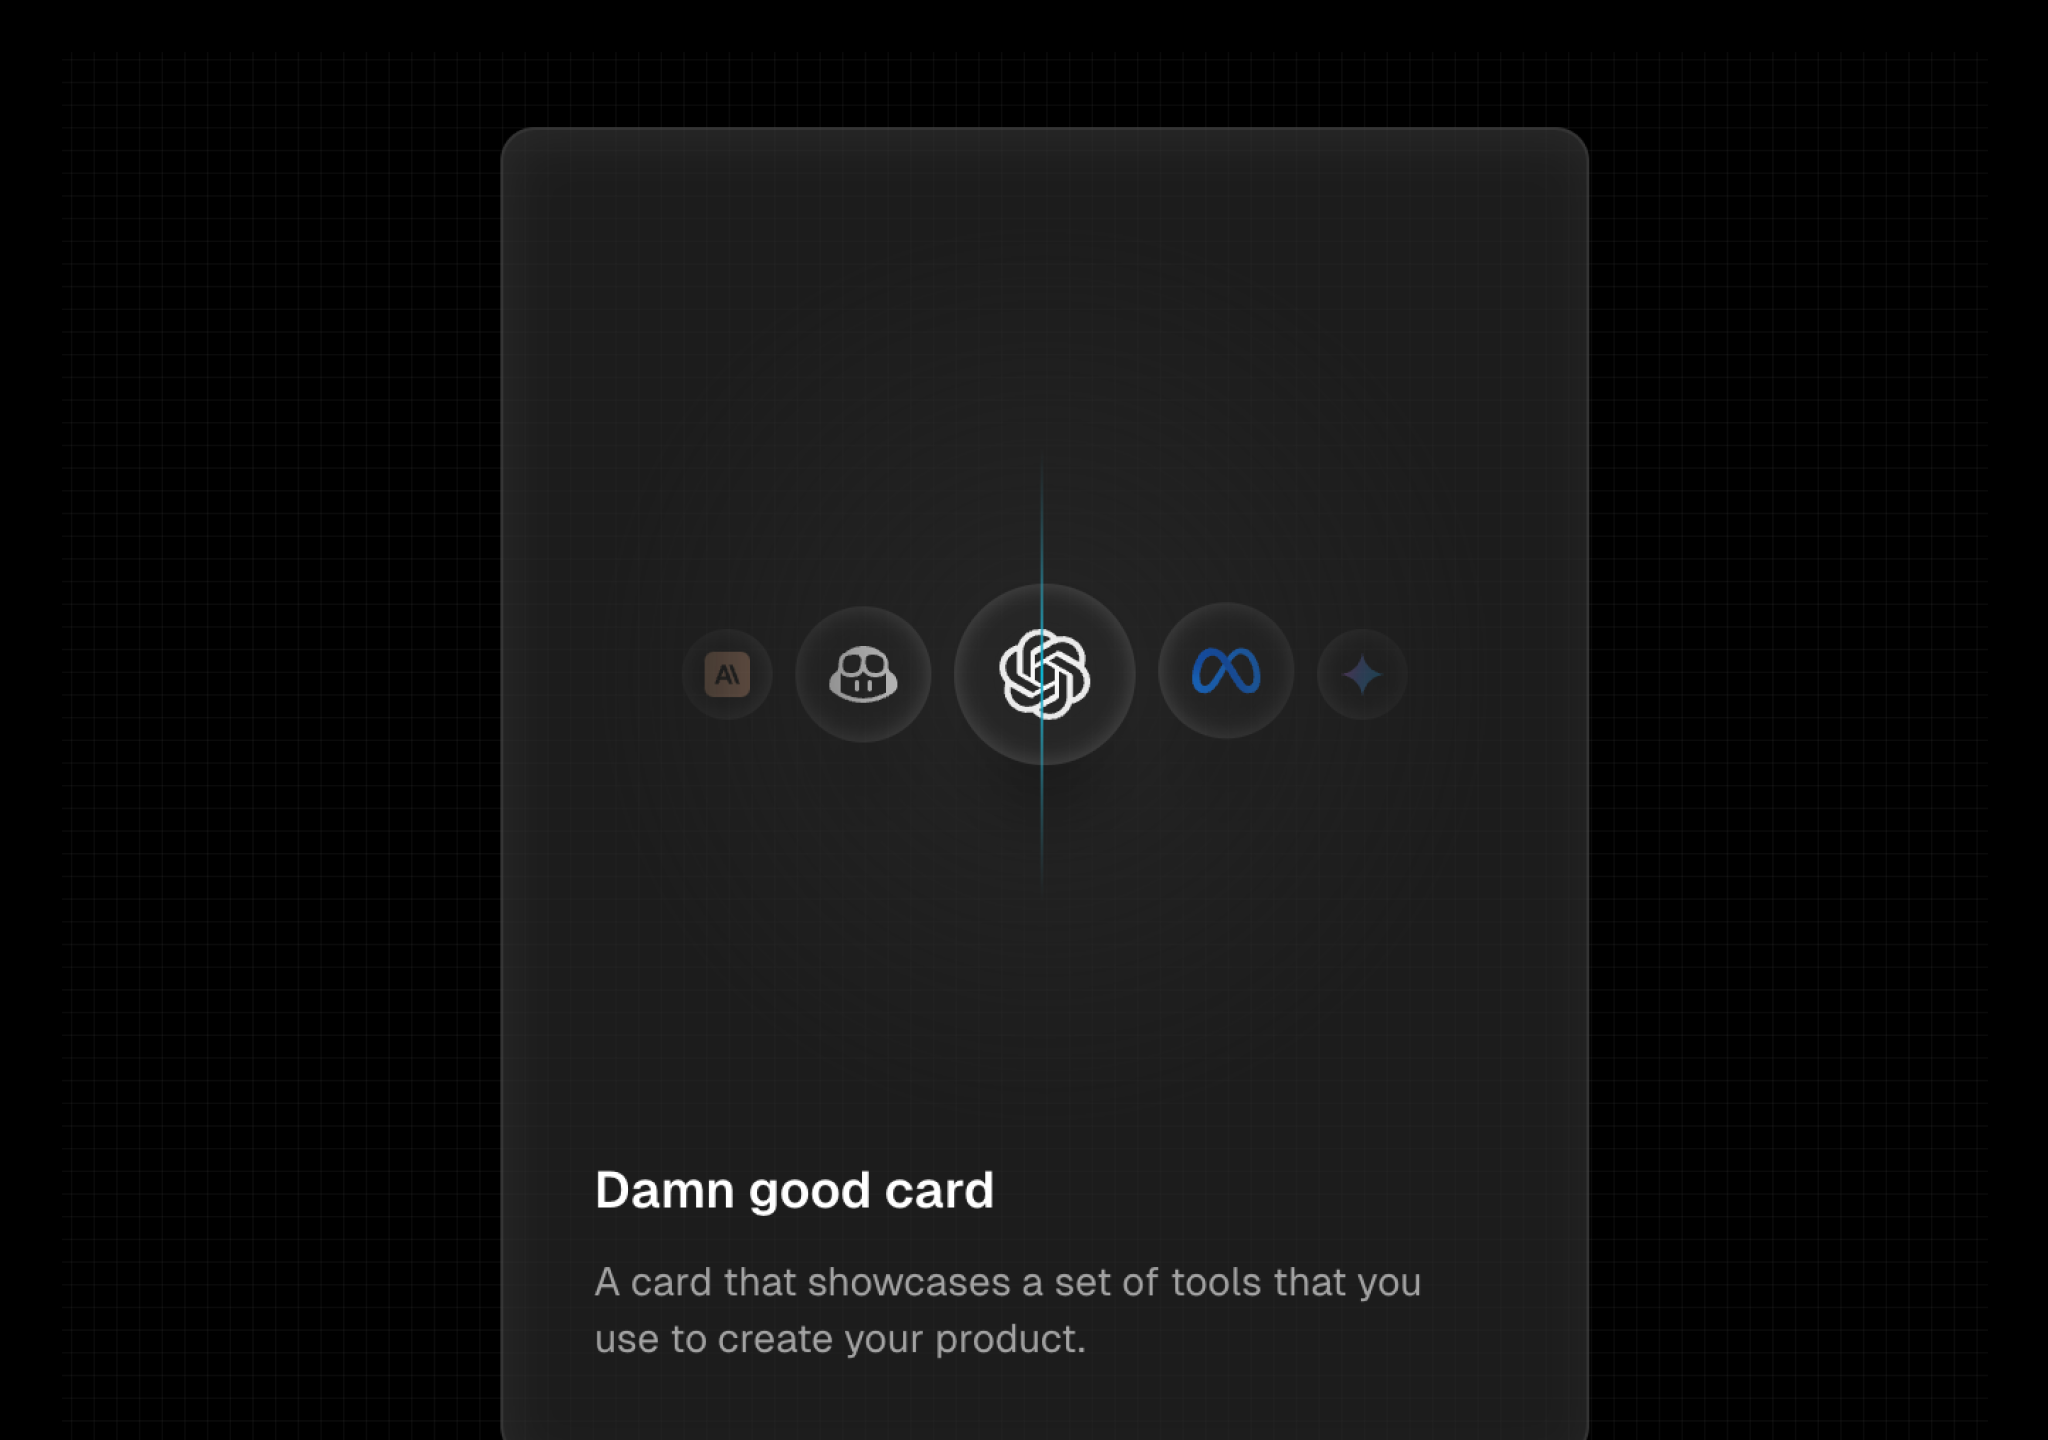 A\
Damn good card
A card that showcases a set of tools that you
use to create your product.